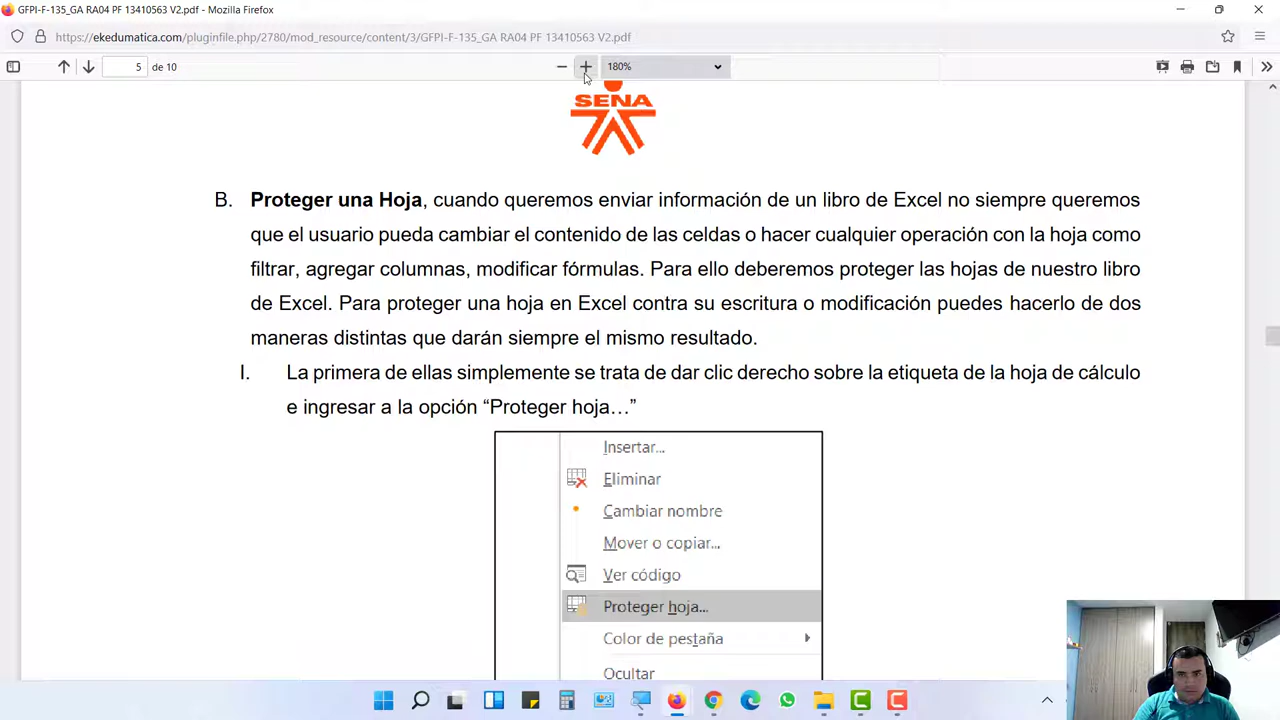 GFPI-F-135_GA RA04 PF 13410563 V2.pdf - Mozilla Firefox
https://ekedumatica.com/pluginfile.php/2780/mod_resource/content/3/GFPI-F-135_GA RA04 PF 13410563 V2.pdf
5 de 10
180%
SENA
B. Proteger una Hoja, cuando queremos enviar información de un libro de Excel no siempre queremos
que el usuario pueda cambiar el contenido de las celdas o hacer cualquier operación con la hoja como
filtrar, agregar columnas, modificar fórmulas. Para ello deberemos proteger las hojas de nuestro libro
de Excel. Para proteger una hoja en Excel contra su escritura o modificación puedes hacerlo de dos
maneras distintas que darán siempre el mismo resultado.
I. La primera de ellas simplemente se trata de dar clic derecho sobre la etiqueta de la hoja de cálculo
e ingresar a la opción “Proteger hoja…”
Insertar...
Eliminar
Cambiar nombre
Mover o copiar...
Ver código
Proteger hoja...
Color de pestaña
Ocultar